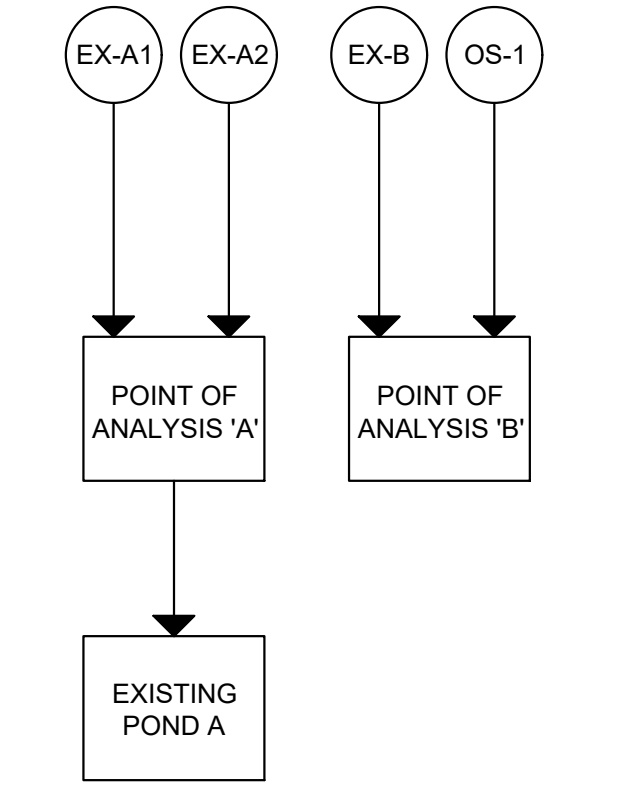 EX-A1
EX-A2
EX-B
OS-1
POINT OF
ANALYSIS 'A'
POINT OF
ANALYSIS 'B'
EXISTING
POND A